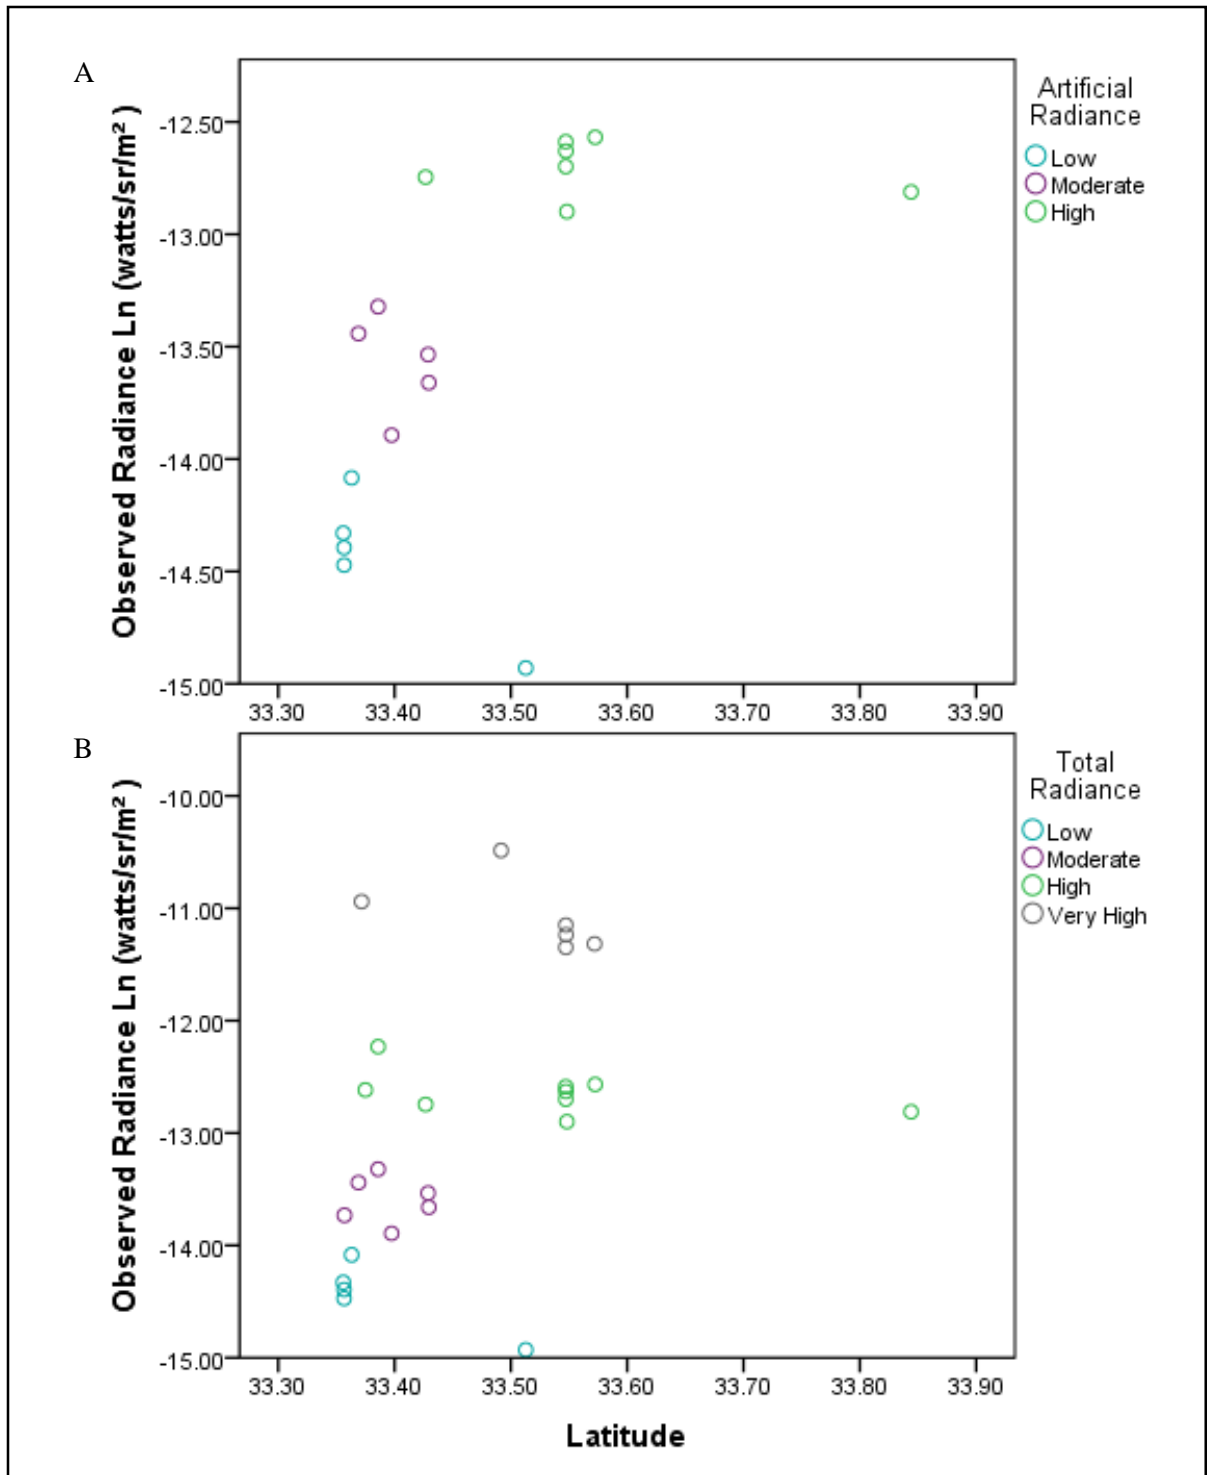 A
Observed Radiance Ln (watts/sr/m² )
-12.50
-13.00
-13.50
-14.00
-14.50
-15.00
33.30 33.40 33.50 33.60 33.70 33.80 33.90
Artificial
Radiance
Low
Moderate
High
B
Observed Radiance Ln (watts/sr/m² )
-10.00
-11.00
-12.00
-13.00
-14.00
-15.00
33.30 33.40 33.50 33.60 33.70 33.80 33.90
Latitude
Total
Radiance
Low
Moderate
High
Very High